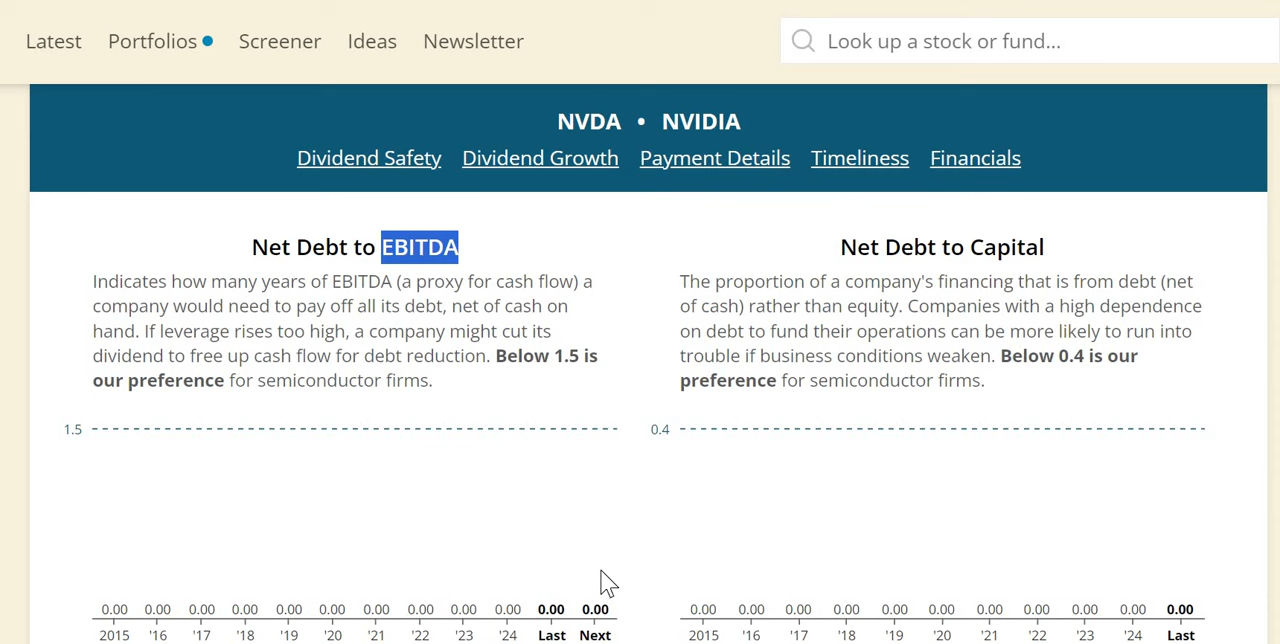 Latest Portfolios Screener Ideas Newsletter Look up a stock or fund...
NVDA • NVIDIA
Dividend Safety Dividend Growth Payment Details Timeliness Financials
Net Debt to EBITDA
Indicates how many years of EBITDA (a proxy for cash flow) a
company would need to pay off all its debt, net of cash on
hand. If leverage rises too high, a company might cut its
dividend to free up cash flow for debt reduction. Below 1.5 is
our preference for semiconductor firms.
1.5
0.00 0.00 0.00 0.00 0.00 0.00 0.00 0.00 0.00 0.00 0.00 0.00
2015 '16 '17 '18 '19 '20 '21 '22 '23 '24 Last Next
Net Debt to Capital
The proportion of a company's financing that is from debt (net
of cash) rather than equity. Companies with a high dependence
on debt to fund their operations can be more likely to run into
trouble if business conditions weaken. Below 0.4 is our
preference for semiconductor firms.
0.4
0.00 0.00 0.00 0.00 0.00 0.00 0.00 0.00 0.00 0.00 0.00
2015 '16 '17 '18 '19 '20 '21 '22 '23 '24 Last